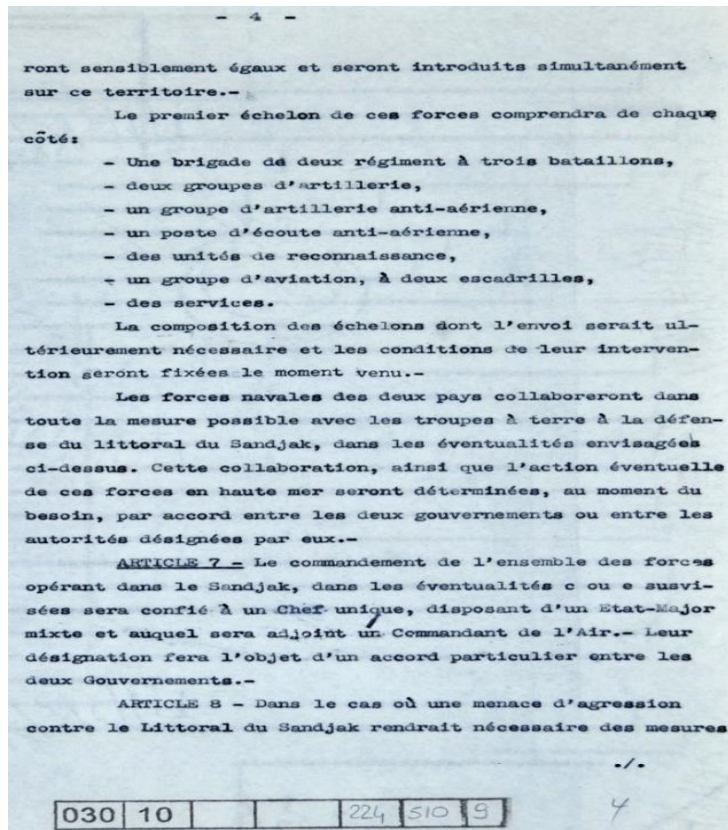 - 4 -
ront sensiblement égaux et seront introduits simultanément
sur ce territoire.-
Le premier échelon de ces forces comprendra de chaque
côté:
- Une brigade de deux régiment à trois bataillons,
- deux groupes d'artillerie,
- un groupe d'artillerie anti-aérienne,
- un poste d'écoute anti-aérienne,
- des unités de reconnaissance,
- un groupe d'aviation, à deux escadrilles,
- des services.
La composition des échelons dont l'envoi serait ul-
térieurement nécessaire et les conditions de leur interven-
tion seront fixées le moment venu.-
Les forces navales des deux pays collaboreront dans
toute la mesure possible avec les troupes à terre à la défen-
se du littoral du Sandjak, dans les éventualités envisagées
ci-dessus. Cette collaboration, ainsi que l'action éventuelle
de ces forces en haute mer seront déterminées, au moment du
besoin, par accord entre les deux gouvernements ou entre les
autorités désignées par eux.-
ARTICLE 7 - Le commandement de l'ensemble des forces
opérant dans le Sandjak, dans les éventualités c ou e susvi-
sées sera confié à un Chef unique, disposant d'un Etat-Major
mixte et auquel sera adjoint un Commandant de l'Air.- Leur
désignation fera l'objet d'un accord particulier entre les
deux Gouvernements.-
ARTICLE 8 - Dans le cas où une menace d'agression
contre le Littoral du Sandjak rendrait nécessaire des mesures
./.
030 10 224 510 9 4